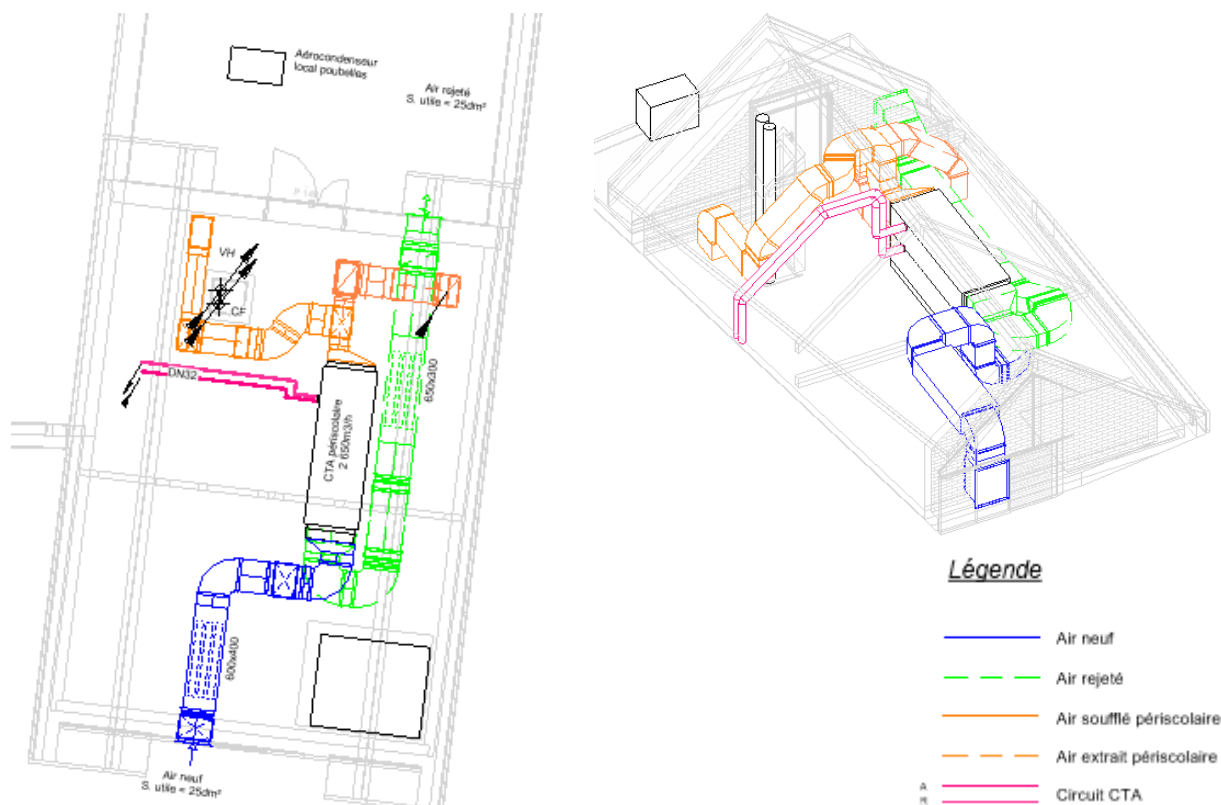 Aérocondenseur
local poubelles
Air rejeté
S. utile = 25dm²
VH
CF
DN32
650x300
CTA périscolaire
2 650m3/h
600x400
Air neuf
S. utile = 25dm²
Légende
Air neuf
Air rejeté
Air soufflé périscolaire
Air extrait périscolaire
A
R
Circuit CTA